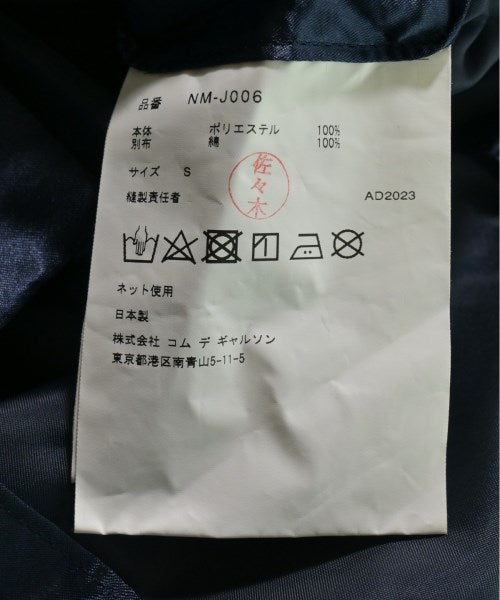 品番 NM-J006
本体 ポリエステル 100%
別布 綿 100%
サイズ S
縫製責任者 佐々木 AD2023
ネット使用
日本製
株式会社 コム デ ギャルソン
東京都港区南青山5-11-5